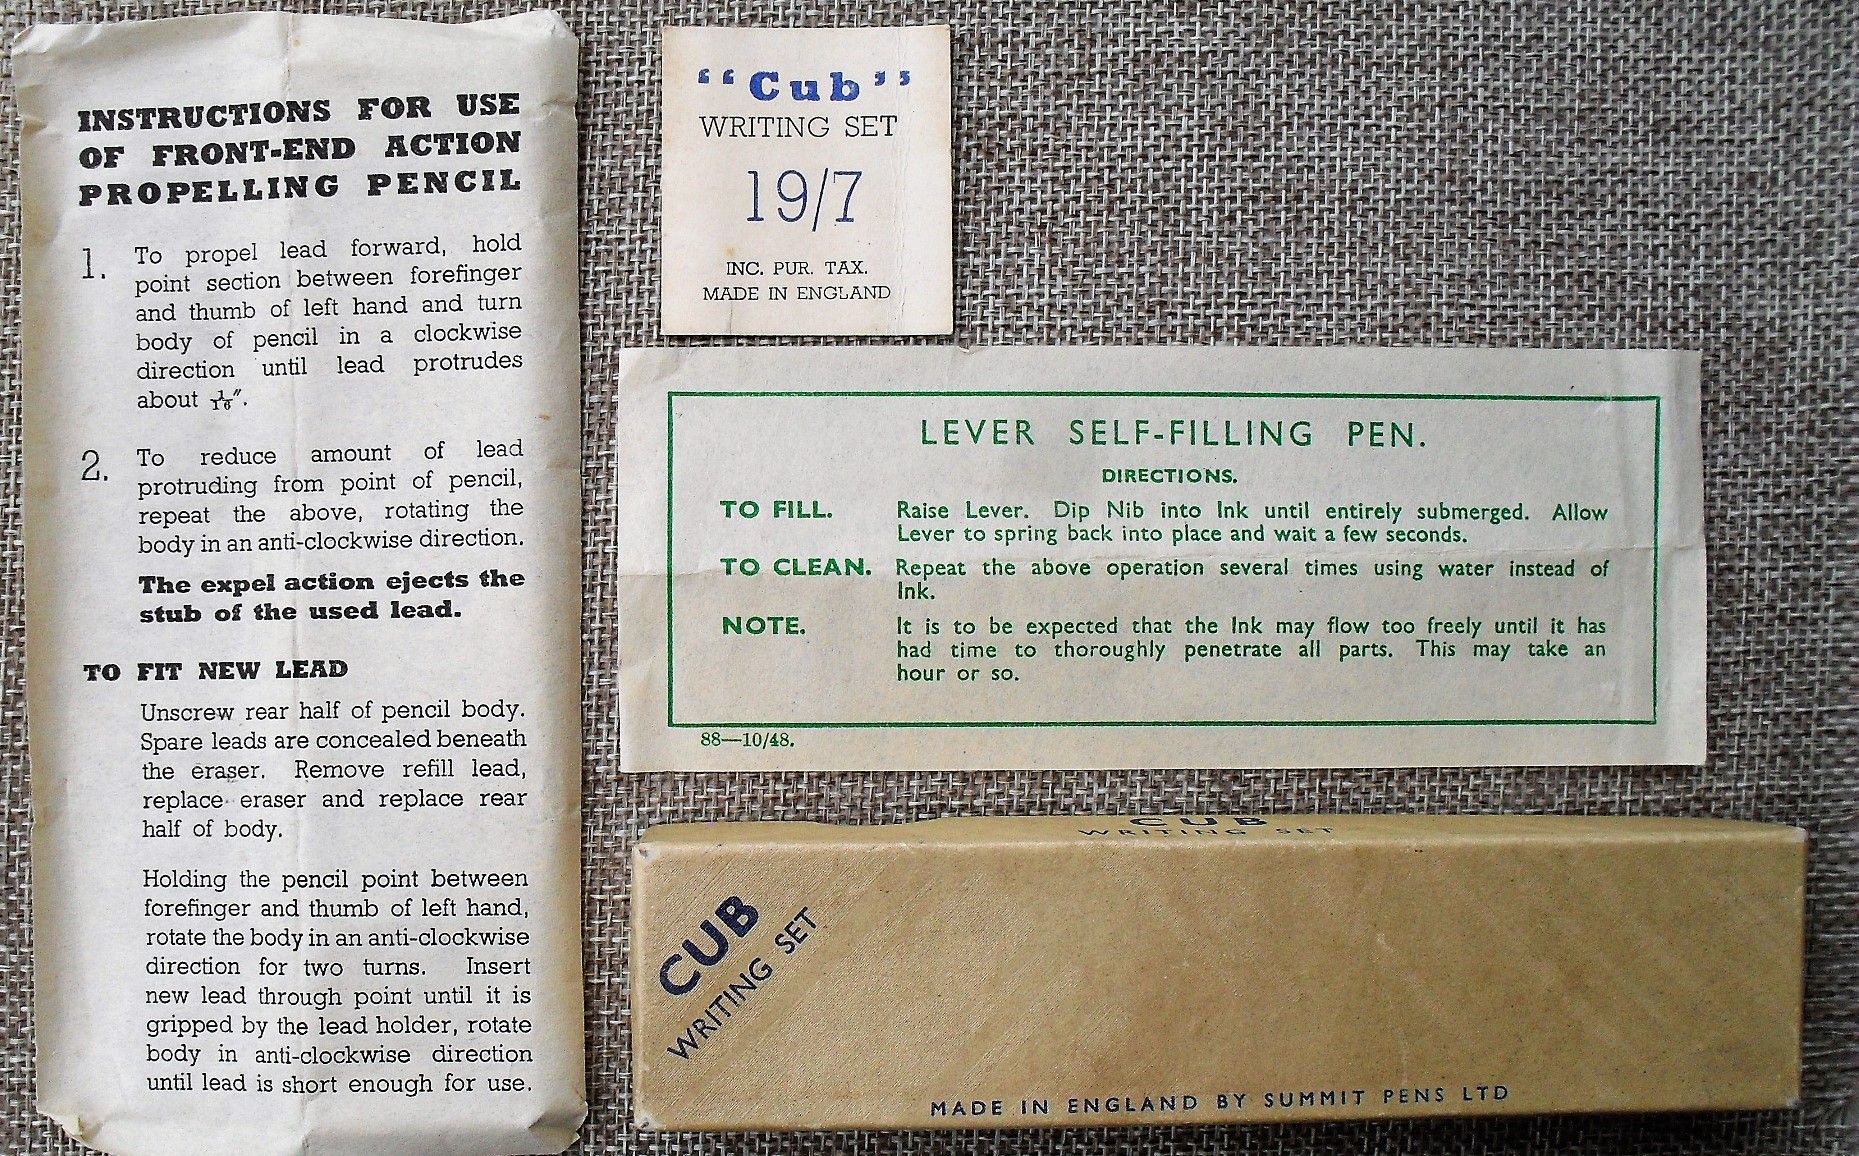 INSTRUCTIONS FOR USE
OF FRONT-END ACTION
PROPELLING PENCIL
1. To propel lead forward, hold
point section between forefinger
and thumb of left hand and turn
body of pencil in a clockwise
direction until lead protrudes
about 1/16″.
2. To reduce amount of lead
protruding from point of pencil,
repeat the above, rotating the
body in an anti-clockwise direction.
The expel action ejects the
stub of the used lead.
TO FIT NEW LEAD
Unscrew rear half of pencil body.
Spare leads are concealed beneath
the eraser. Remove refill lead,
replace eraser and replace rear
half of body.
Holding the pencil point between
forefinger and thumb of left hand,
rotate the body in an anti-clockwise
direction for two turns. Insert
new lead through point until it is
gripped by the lead holder, rotate
body in anti-clockwise direction
until lead is short enough for use.
“Cub”
WRITING SET
19/7
INC. PUR. TAX.
MADE IN ENGLAND
LEVER SELF-FILLING PEN.
DIRECTIONS.
TO FILL. Raise Lever. Dip Nib into Ink until entirely submerged. Allow
Lever to spring back into place and wait a few seconds.
TO CLEAN. Repeat the above operation several times using water instead of
Ink.
NOTE. It is to be expected that the Ink may flow too freely until it has
had time to thoroughly penetrate all parts. This may take an
hour or so.
88—10/48.
CUB
WRITING SET
CUB
WRITING SET
MADE IN ENGLAND BY SUMMIT PENS LTD